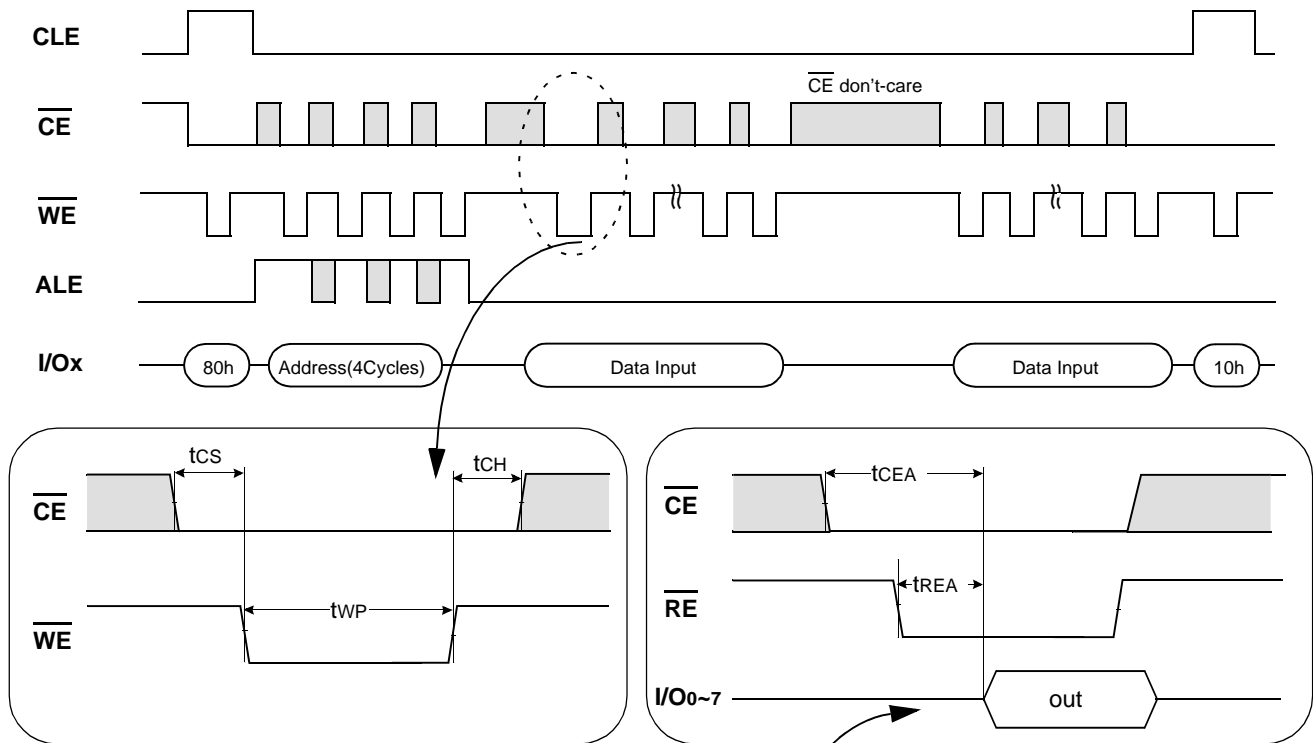 CLE
CE
CE don't-care
WE
ALE
I/Ox
80h
Address(4Cycles)
Data Input
Data Input
10h
tCS
tCH
CE
tWP
WE
tCEA
CE
tREA
RE
I/O0~7
out